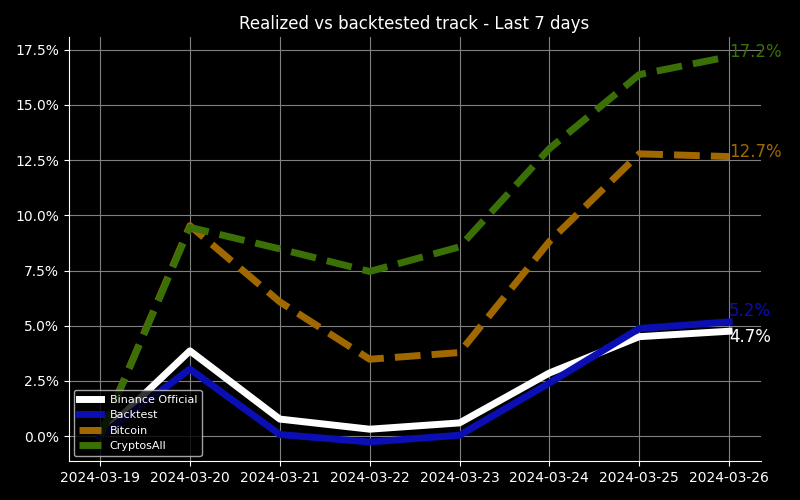 Realized vs backtested track - Last 7 days
17.5%
15.0%
12.5%
10.0%
7.5%
5.0%
2.5%
0.0%
17.2%
12.7%
5.2%
4.7%
Binance Official
Backtest
Bitcoin
CryptosAll
2024-03-19 2024-03-20 2024-03-21 2024-03-22 2024-03-23 2024-03-24 2024-03-25 2024-03-26